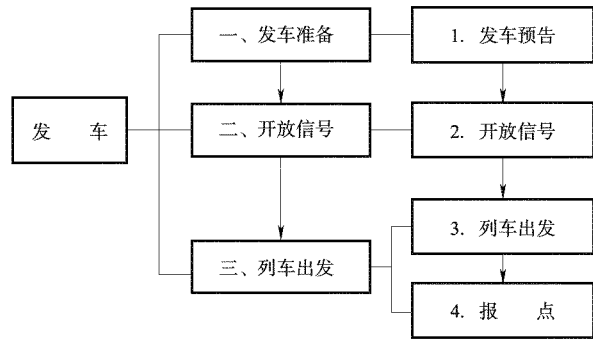 发 车
一、发车准备
二、开放信号
三、列车出发
1. 发车预告
2. 开放信号
3. 列车出发
4. 报 点